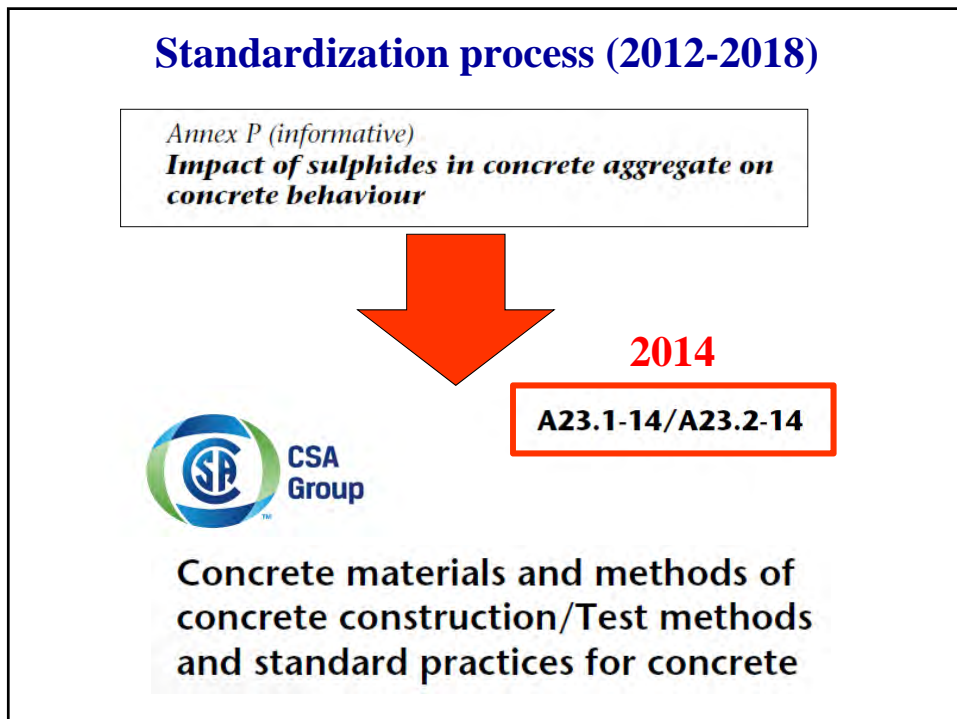 Standardization process (2012-2018)
Annex P (informative)
Impact of sulphides in concrete aggregate on
concrete behaviour
2014
A23.1-14/A23.2-14
CSA
CSA
Group
TM
Concrete materials and methods of
concrete construction/Test methods
and standard practices for concrete